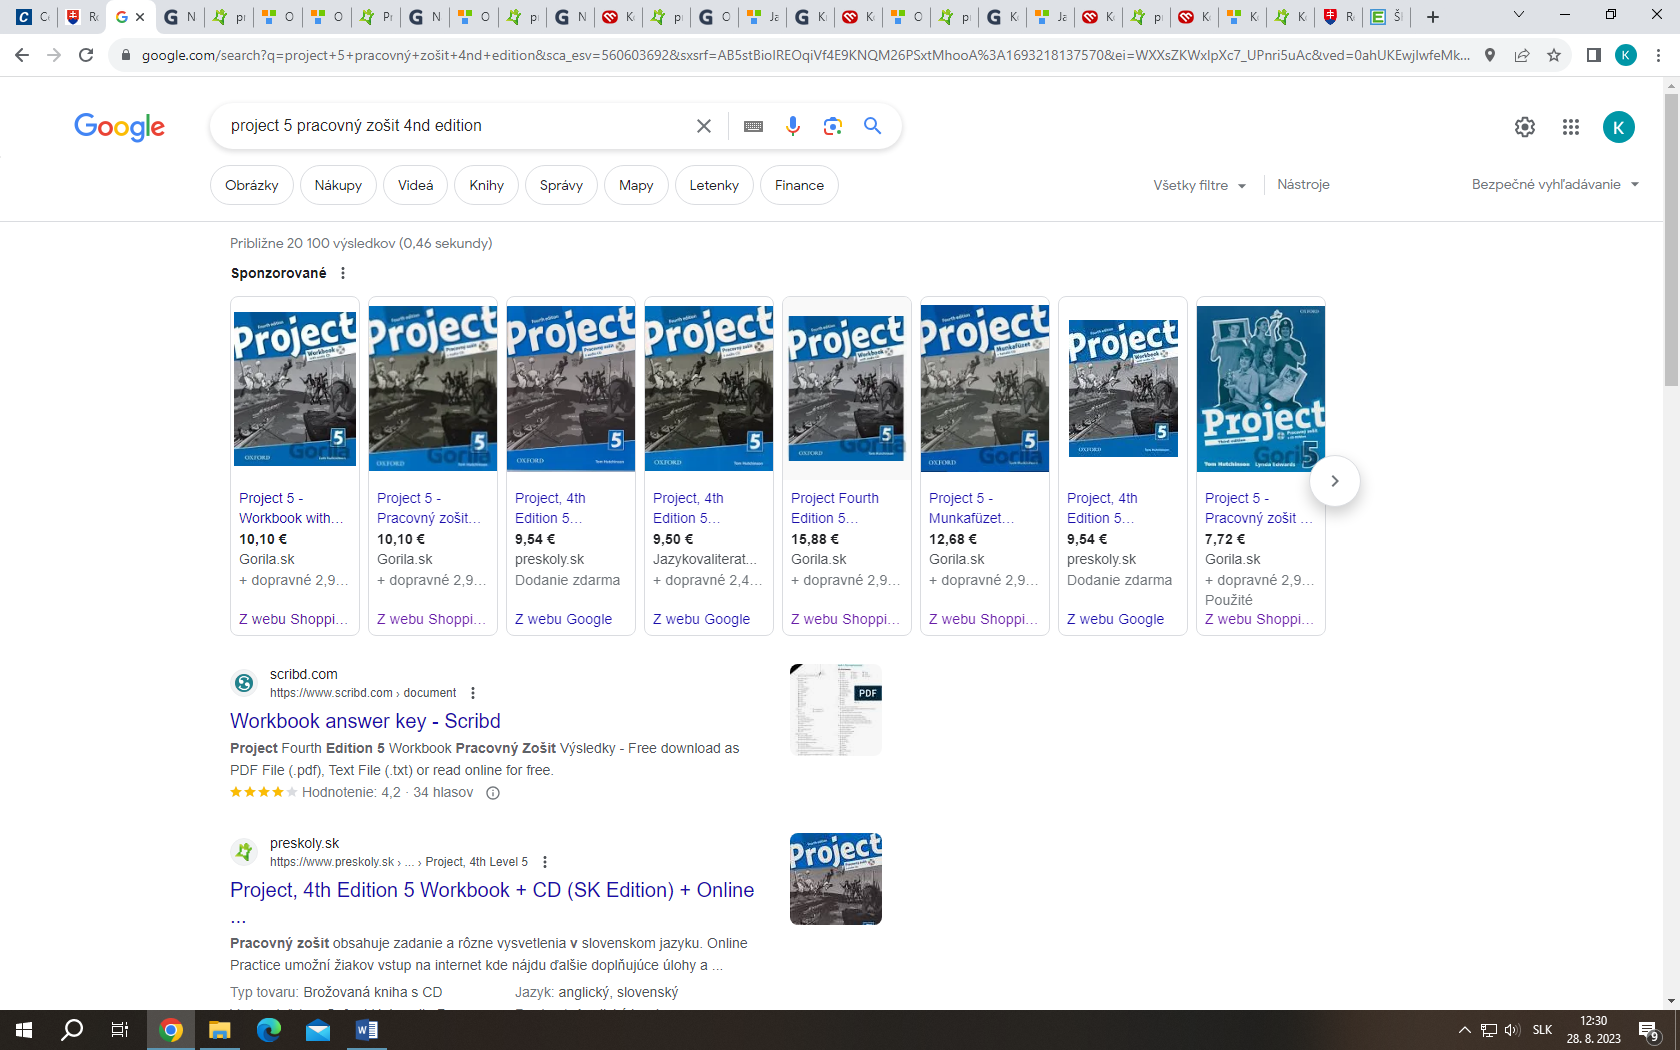 google.com/search?q=project+5+pracovný+zošit+4nd+edition&sca_esv=560603692&sxsrf=AB5stBioIREOqiVf4E9KNQM26PSxtMhooA%3A1693218137570&ei=WXXsZKWxIpXc7_UPnri5uAc&ved=0ahUKEwjIwfeMk...
K
Google
project 5 pracovný zošit 4nd edition
K
Obrázky
Nákupy
Videá
Knihy
Správy
Mapy
Letenky
Finance
Všetky filtre
Nástroje
Bezpečné vyhľadávanie
Približne 20 100 výsledkov (0,46 sekundy)
Sponzorované
Project 5 -
Workbook with...
10,10 €
Gorila.sk
+ dopravné 2,9...
Z webu Shoppi...
Project 5 -
Pracovný zošit...
10,10 €
Gorila.sk
+ dopravné 2,9...
Z webu Shoppi...
Project, 4th
Edition 5...
9,54 €
preskoly.sk
Dodanie zdarma
Z webu Google
Project, 4th
Edition 5...
9,50 €
Jazykovaliterat...
+ dopravné 2,4...
Z webu Google
Project Fourth
Edition 5...
15,88 €
Gorila.sk
+ dopravné 2,9...
Z webu Shoppi...
Project 5 -
Munkafüzet...
12,68 €
Gorila.sk
+ dopravné 2,9...
Z webu Shoppi...
Project, 4th
Edition 5...
9,54 €
preskoly.sk
Dodanie zdarma
Z webu Google
Project 5 -
Pracovný zošit ...
7,72 €
Gorila.sk
+ dopravné 2,9...
Použité
Z webu Shoppi...
scribd.com
https://www.scribd.com › document
Workbook answer key - Scribd
Project Fourth Edition 5 Workbook Pracovný Zošit Výsledky - Free download as
PDF File (.pdf), Text File (.txt) or read online for free.
Hodnotenie: 4,2 · 34 hlasov
PDF
preskoly.sk
https://www.preskoly.sk › ... › Project, 4th Level 5
Project, 4th Edition 5 Workbook + CD (SK Edition) + Online
...
Pracovný zošit obsahuje zadanie a rôzne vysvetlenia v slovenskom jazyku. Online
Practice umožní žiakov vstup na internet kde nájdu ďalšie doplňujúce úlohy a ...
Typ tovaru: Brožovaná kniha s CD
Jazyk: anglický, slovenský
Project
SLK
12:30
28. 8. 2023
9